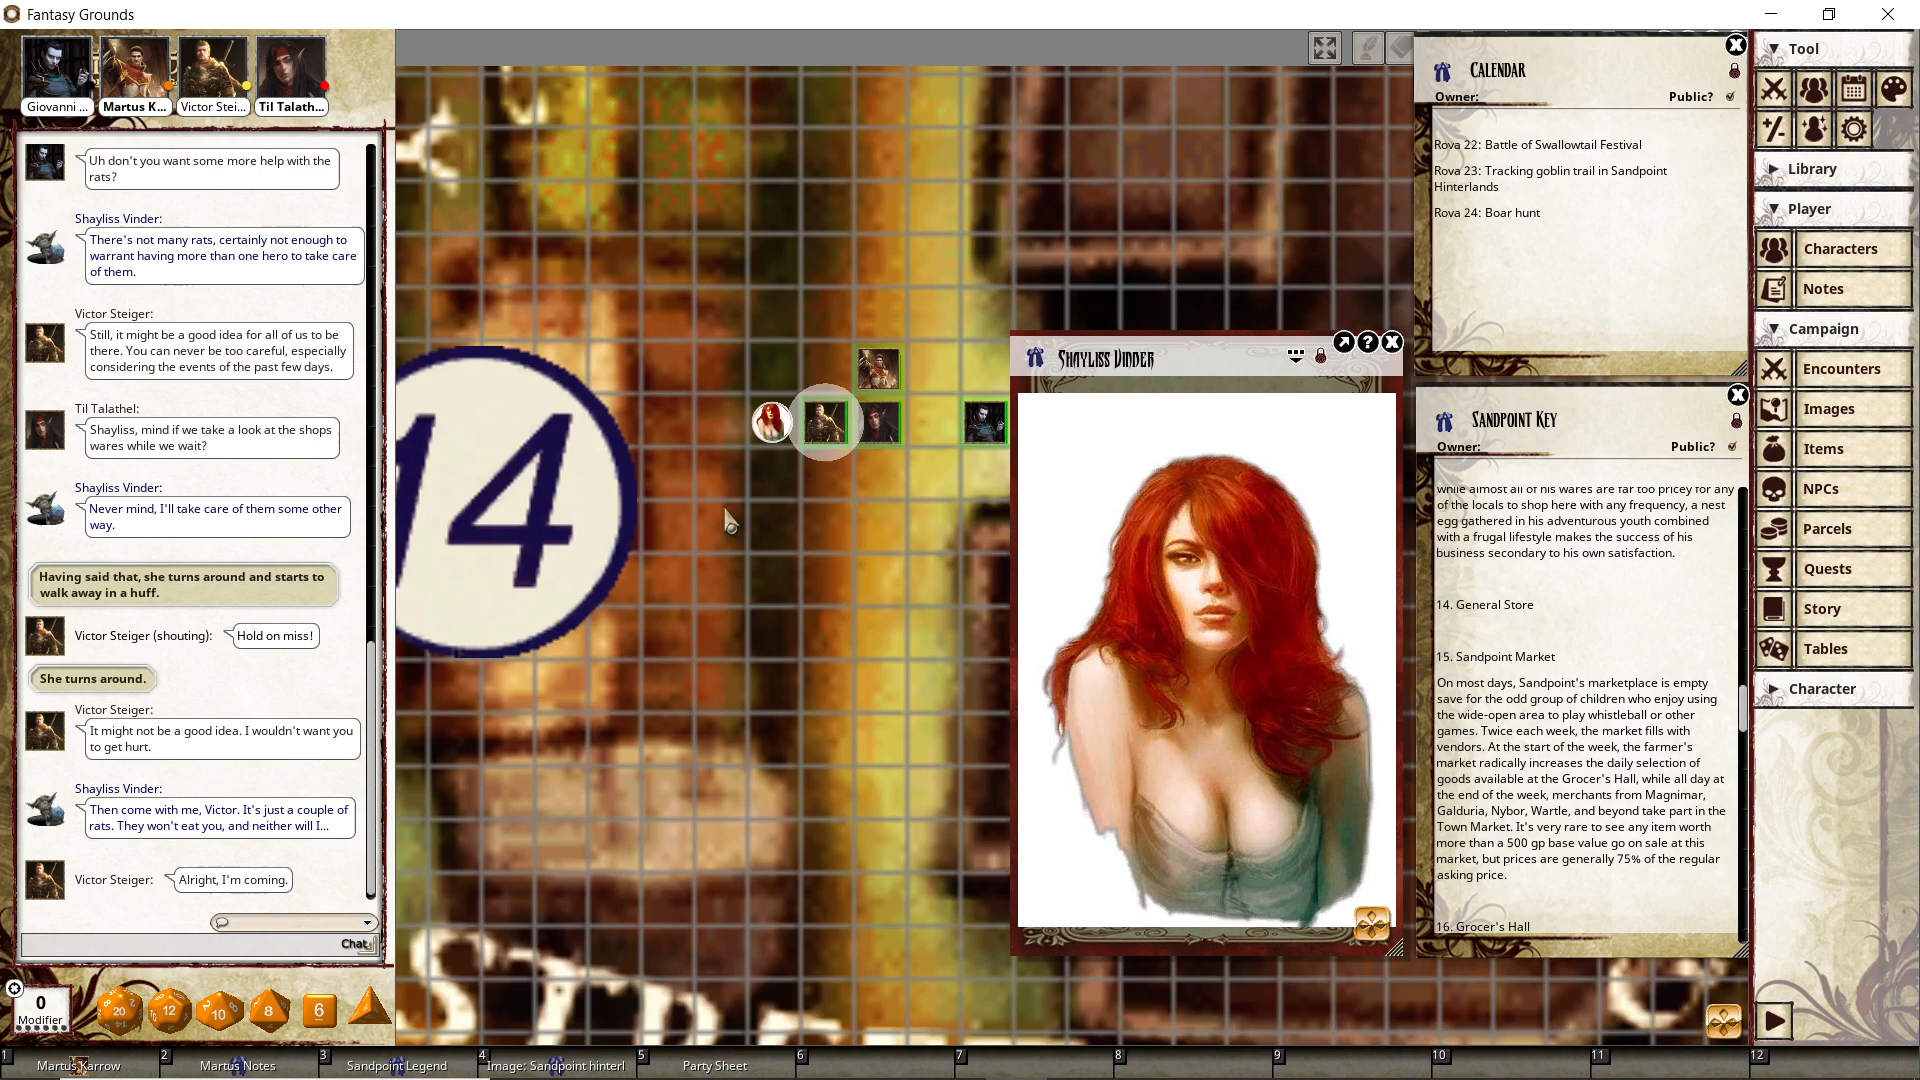 Fantasy Grounds
Giovanni ...
Martus K...
Victor Stei...
Til Talath...
Uh don't you want some more help with the
rats?
Shayliss Vinder:
There's not many rats, certainly not enough to
warrant having more than one hero to take care
of them.
Victor Steiger:
Still, it might be a good idea for all of us to be
there. You can never be too careful, especially
considering the events of the past few days.
Til Talathel:
Shayliss, mind if we take a look at the shops
wares while we wait?
Shayliss Vinder:
Never mind, I'll take care of them some other
way.
Having said that, she turns around and starts to
walk away in a huff.
Victor Steiger (shouting):
Hold on miss!
She turns around.
Victor Steiger:
It might not be a good idea. I wouldn't want you
to get hurt.
Shayliss Vinder:
Then come with me, Victor. It's just a couple of
rats. They won't eat you, and neither will I...
Victor Steiger:
Alright, I'm coming.
Chat
0
Modifier
20
12
10
8
6
14
Shayliss Vinder
Calendar
Owner:
Public?
Rova 22: Battle of Swallowtail Festival
Rova 23: Tracking goblin trail in Sandpoint
Hinterlands
Rova 24: Boar hunt
Sandpoint Key
Owner:
Public?
while almost all of his wares are far too pricey for any
of the locals to shop here with any frequency, a nest
egg gathered in his adventurous youth combined
with a frugal lifestyle makes the success of his
business secondary to his own satisfaction.
14. General Store
15. Sandpoint Market
On most days, Sandpoint's marketplace is empty
save for the odd group of children who enjoy using
the wide-open area to play whistleball or other
games. Twice each week, the market fills with
vendors. At the start of the week, the farmer's
market radically increases the daily selection of
goods available at the Grocer's Hall, while all day at
the end of the week, merchants from Magnimar,
Galduria, Nybor, Wartle, and beyond take part in the
Town Market. It's very rare to see any item worth
more than a 500 gp base value go on sale at this
market, but prices are generally 75% of the regular
asking price.
16. Grocer's Hall
Tool
Library
Player
Characters
Notes
Campaign
Encounters
Images
Items
NPCs
Parcels
Quests
Story
Tables
Character
1
Martus Karrow
2
Martus Notes
3
Sandpoint Legend
4
Image: Sandpoint hinterl
5
Party Sheet
6
7
8
9
10
11
12